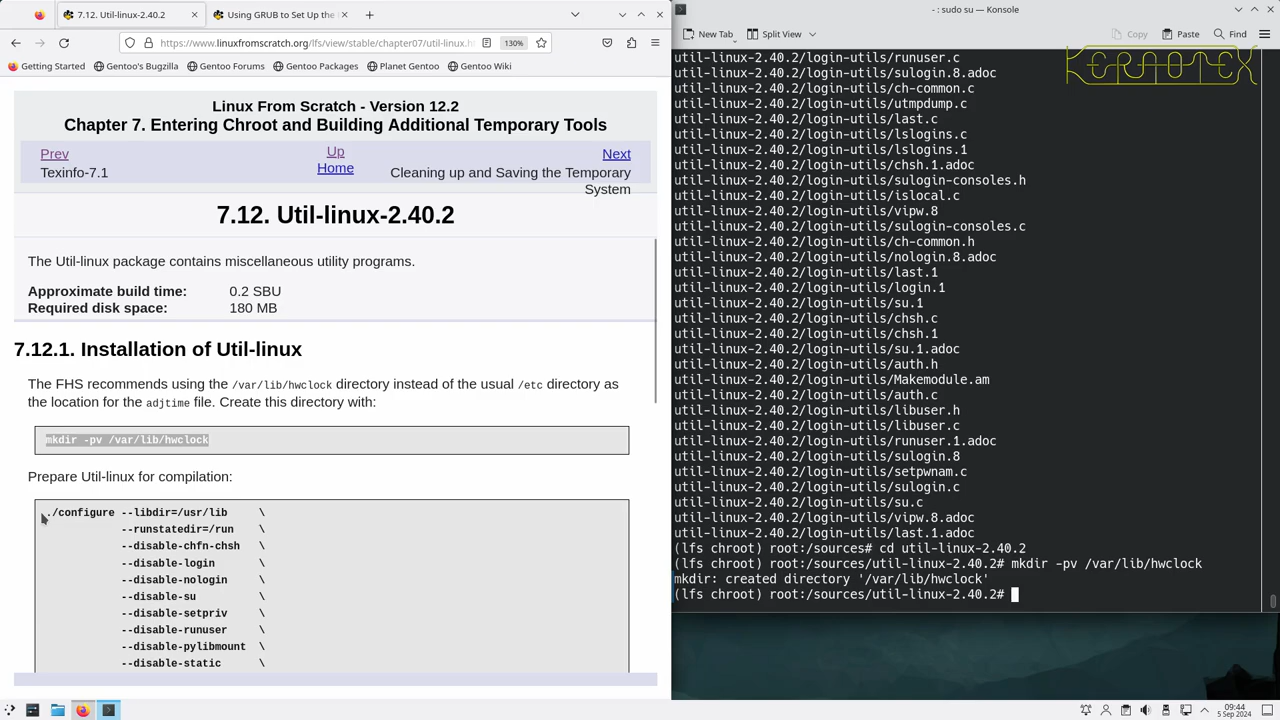 7.12. Util-linux-2.40.2
Using GRUB to Set Up the
https://www.linuxfromscratch.org/lfs/view/stable/chapter07/util-linux.h
130%
Getting Started
Gentoo's Bugzilla
Gentoo Forums
Gentoo Packages
Planet Gentoo
Gentoo Wiki
Linux From Scratch - Version 12.2
Chapter 7. Entering Chroot and Building Additional Temporary Tools
Prev
Texinfo-7.1
Up
Home
Next
Cleaning up and Saving the Temporary
System
7.12. Util-linux-2.40.2
The Util-linux package contains miscellaneous utility programs.
Approximate build time: 0.2 SBU
Required disk space: 180 MB
7.12.1. Installation of Util-linux
The FHS recommends using the /var/lib/hwclock directory instead of the usual /etc directory as
the location for the adjtime file. Create this directory with:
mkdir -pv /var/lib/hwclock
Prepare Util-linux for compilation:
./configure --libdir=/usr/lib \
--runstatedir=/run \
--disable-chfn-chsh \
--disable-login \
--disable-nologin \
--disable-su \
--disable-setpriv \
--disable-runuser \
--disable-pylibmount \
--disable-static \
- : sudo su — Konsole
New Tab
Split View
Copy
Paste
Find
KERNOTEX
util-linux-2.40.2/login-utils/runuser.c
util-linux-2.40.2/login-utils/sulogin.8.adoc
util-linux-2.40.2/login-utils/ch-common.c
util-linux-2.40.2/login-utils/utmpdump.c
util-linux-2.40.2/login-utils/last.c
util-linux-2.40.2/login-utils/lslogins.c
util-linux-2.40.2/login-utils/lslogins.1
util-linux-2.40.2/login-utils/chsh.1.adoc
util-linux-2.40.2/login-utils/sulogin-consoles.h
util-linux-2.40.2/login-utils/islocal.c
util-linux-2.40.2/login-utils/vipw.8
util-linux-2.40.2/login-utils/sulogin-consoles.c
util-linux-2.40.2/login-utils/ch-common.h
util-linux-2.40.2/login-utils/nologin.8.adoc
util-linux-2.40.2/login-utils/last.1
util-linux-2.40.2/login-utils/login.1
util-linux-2.40.2/login-utils/su.1
util-linux-2.40.2/login-utils/chsh.c
util-linux-2.40.2/login-utils/chsh.1
util-linux-2.40.2/login-utils/su.1.adoc
util-linux-2.40.2/login-utils/auth.h
util-linux-2.40.2/login-utils/Makemodule.am
util-linux-2.40.2/login-utils/auth.c
util-linux-2.40.2/login-utils/libuser.h
util-linux-2.40.2/login-utils/libuser.c
util-linux-2.40.2/login-utils/runuser.1.adoc
util-linux-2.40.2/login-utils/sulogin.8
util-linux-2.40.2/login-utils/setpwnam.c
util-linux-2.40.2/login-utils/sulogin.c
util-linux-2.40.2/login-utils/su.c
util-linux-2.40.2/login-utils/vipw.8.adoc
util-linux-2.40.2/login-utils/last.1.adoc
(lfs chroot) root:/sources# cd util-linux-2.40.2
(lfs chroot) root:/sources/util-linux-2.40.2# mkdir -pv /var/lib/hwclock
mkdir: created directory '/var/lib/hwclock'
(lfs chroot) root:/sources/util-linux-2.40.2#
09:44
5 Sep 2024